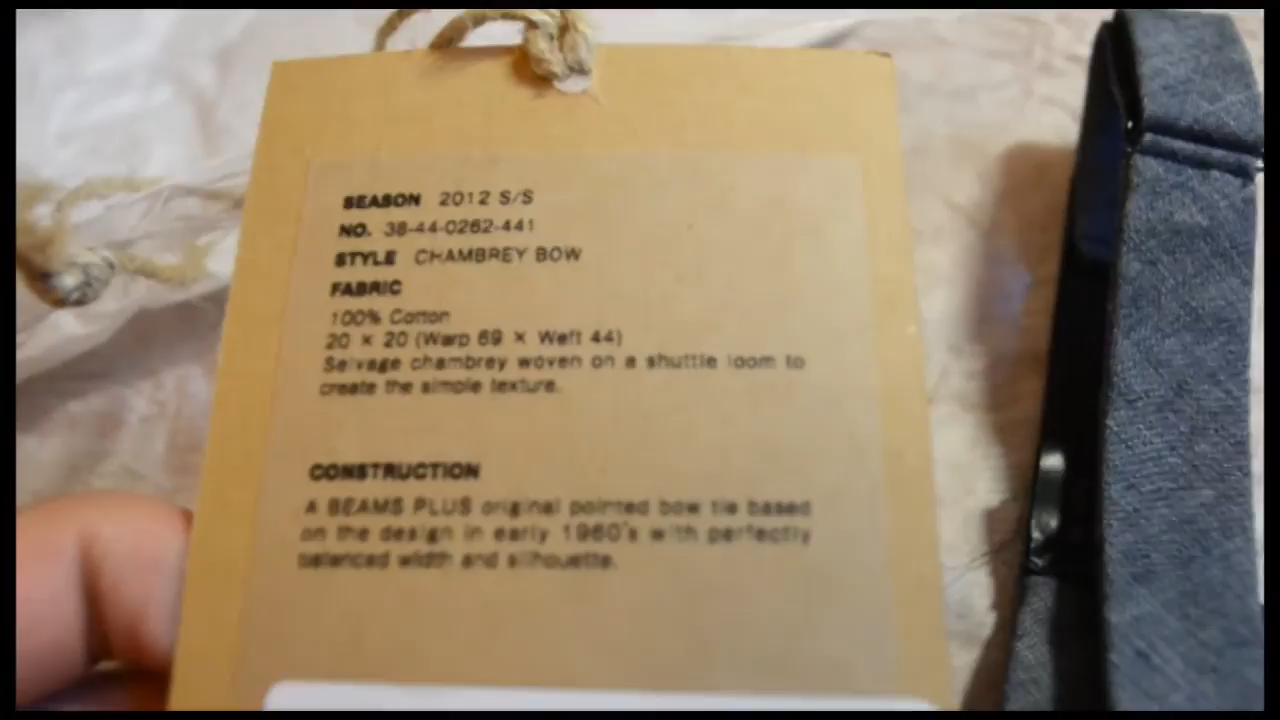 SEASON 2012 S/S
NO. 38-44-0262-441
STYLE CHAMBREY BOW
FABRIC
100% Cotton
20 × 20 (Warp 69 × Weft 44)
Selvage chambrey woven on a shuttle loom to
create the simple texture.
CONSTRUCTION
A BEAMS PLUS original pointed bow tie based
on the design in early 1960's with perfectly
balanced width and silhouette.